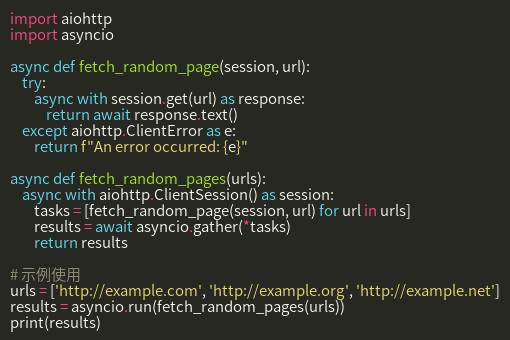 import aiohttp
import asyncio

async def fetch_random_page(session, url):
    try:
        async with session.get(url) as response:
            return await response.text()
    except aiohttp.ClientError as e:
        return f"An error occurred: {e}"

async def fetch_random_pages(urls):
    async with aiohttp.ClientSession() as session:
        tasks = [fetch_random_page(session, url) for url in urls]
        results = await asyncio.gather(*tasks)
        return results

# 示例使用
urls = ['http://example.com', 'http://example.org', 'http://example.net']
results = asyncio.run(fetch_random_pages(urls))
print(results)